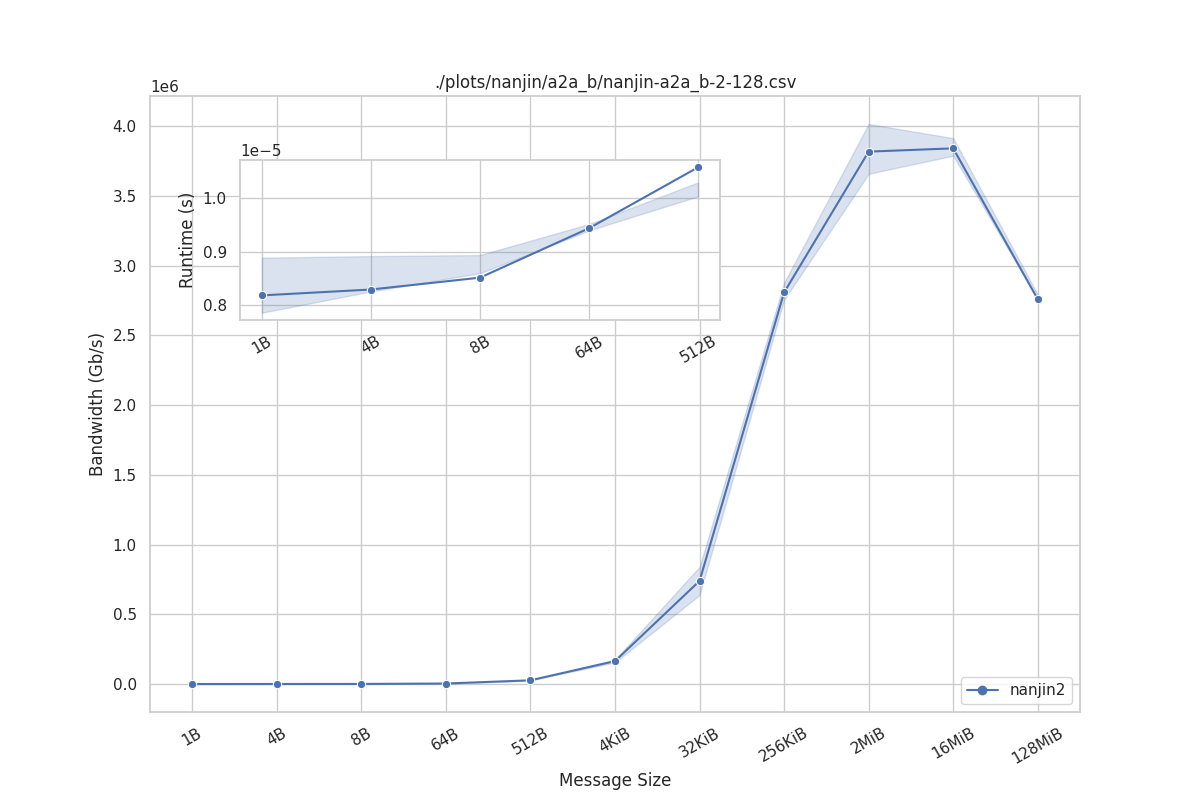 ./plots/nanjin/a2a_b/nanjin-a2a_b-2-128.csv
1e6
4.0
3.5
3.0
2.5
2.0
1.5
1.0
0.5
0.0
Bandwidth (Gb/s)
1e−5
1.0
0.9
0.8
Runtime (s)
1B 4B 8B 64B 512B
nanjin2
1B 4B 8B 64B 512B 4KiB 32KiB 256KiB 2MiB 16MiB 128MiB
Message Size